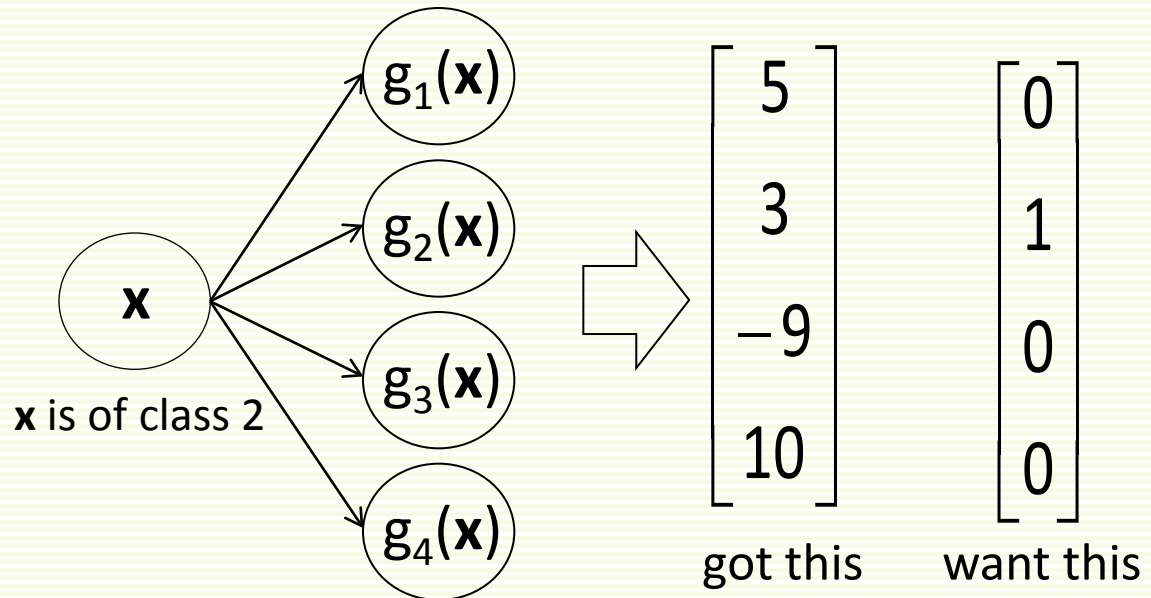 g₁(x)
g₂(x)
x
g₃(x)
x is of class 2
g₄(x)
5
3
−9
10
got this
0
1
0
0
want this